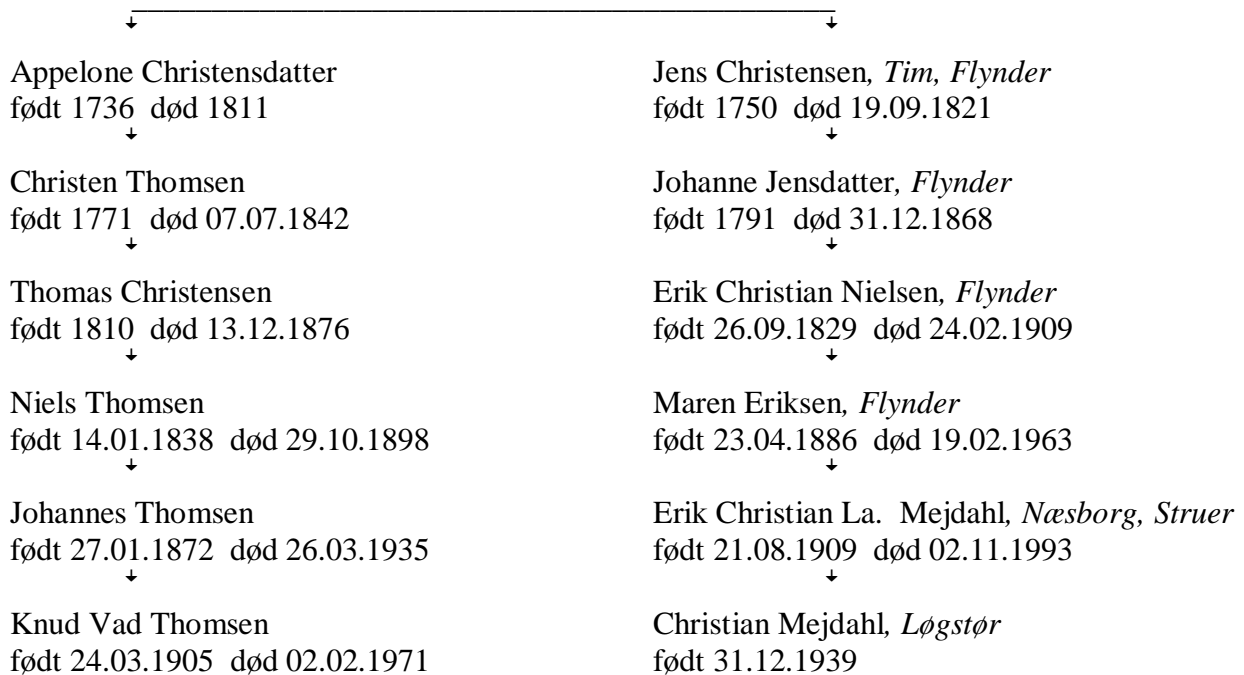 Appelone Christensdatter
født 1736 død 1811
Christen Thomsen
født 1771 død 07.07.1842
Thomas Christensen
født 1810 død 13.12.1876
Niels Thomsen
født 14.01.1838 død 29.10.1898
Johannes Thomsen
født 27.01.1872 død 26.03.1935
Knud Vad Thomsen
født 24.03.1905 død 02.02.1971
Jens Christensen, Tim, Flynder
født 1750 død 19.09.1821
Johanne Jensdatter, Flynder
født 1791 død 31.12.1868
Erik Christian Nielsen, Flynder
født 26.09.1829 død 24.02.1909
Maren Eriksen, Flynder
født 23.04.1886 død 19.02.1963
Erik Christian La. Mejdahl, Næsborg, Struer
født 21.08.1909 død 02.11.1993
Christian Mejdahl, Løgstør
født 31.12.1939